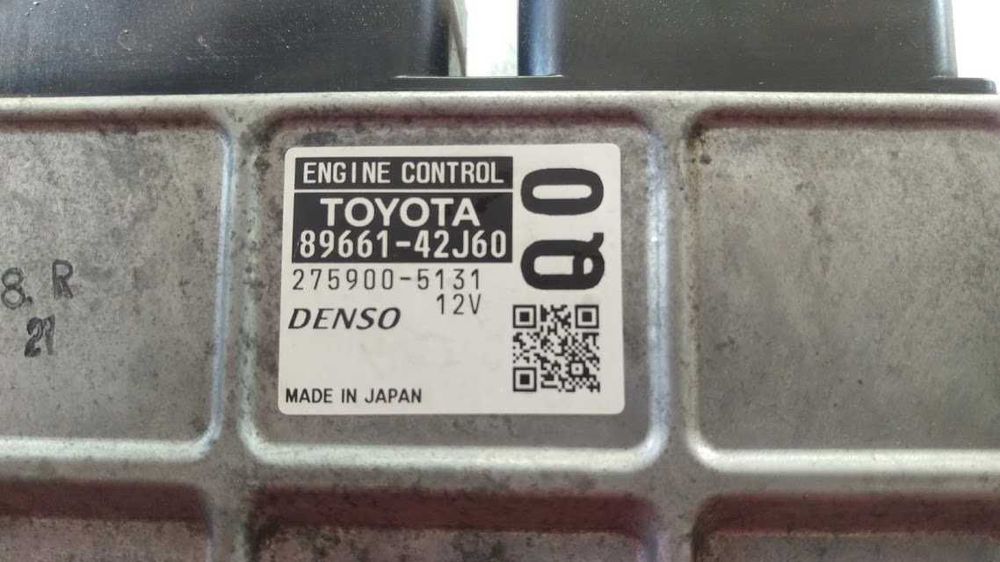 ENGINE CONTROL
TOYOTA
89661-42J60
275900-5131
12V
DENSO
MADE IN JAPAN
Q0
8. R
21